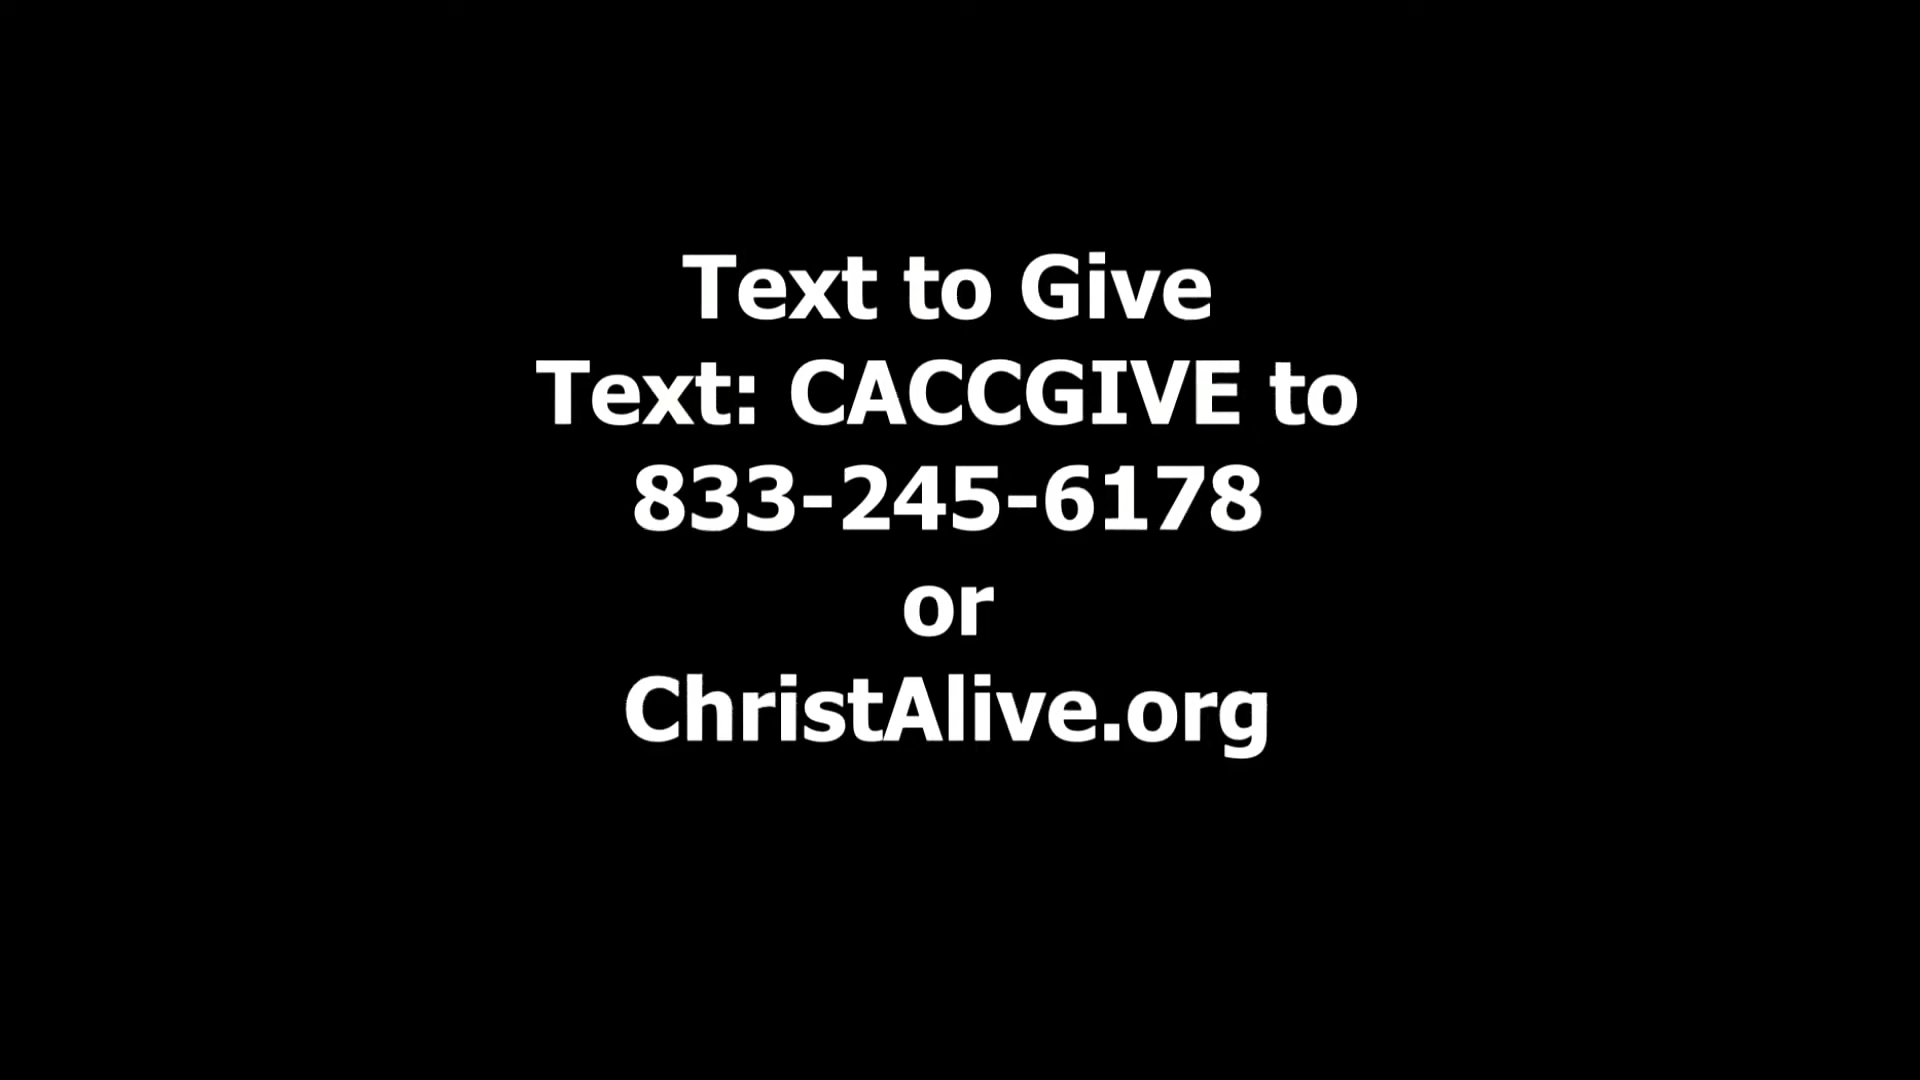 Text to Give
Text: CACCGIVE to
833-245-6178
or
ChristAlive.org